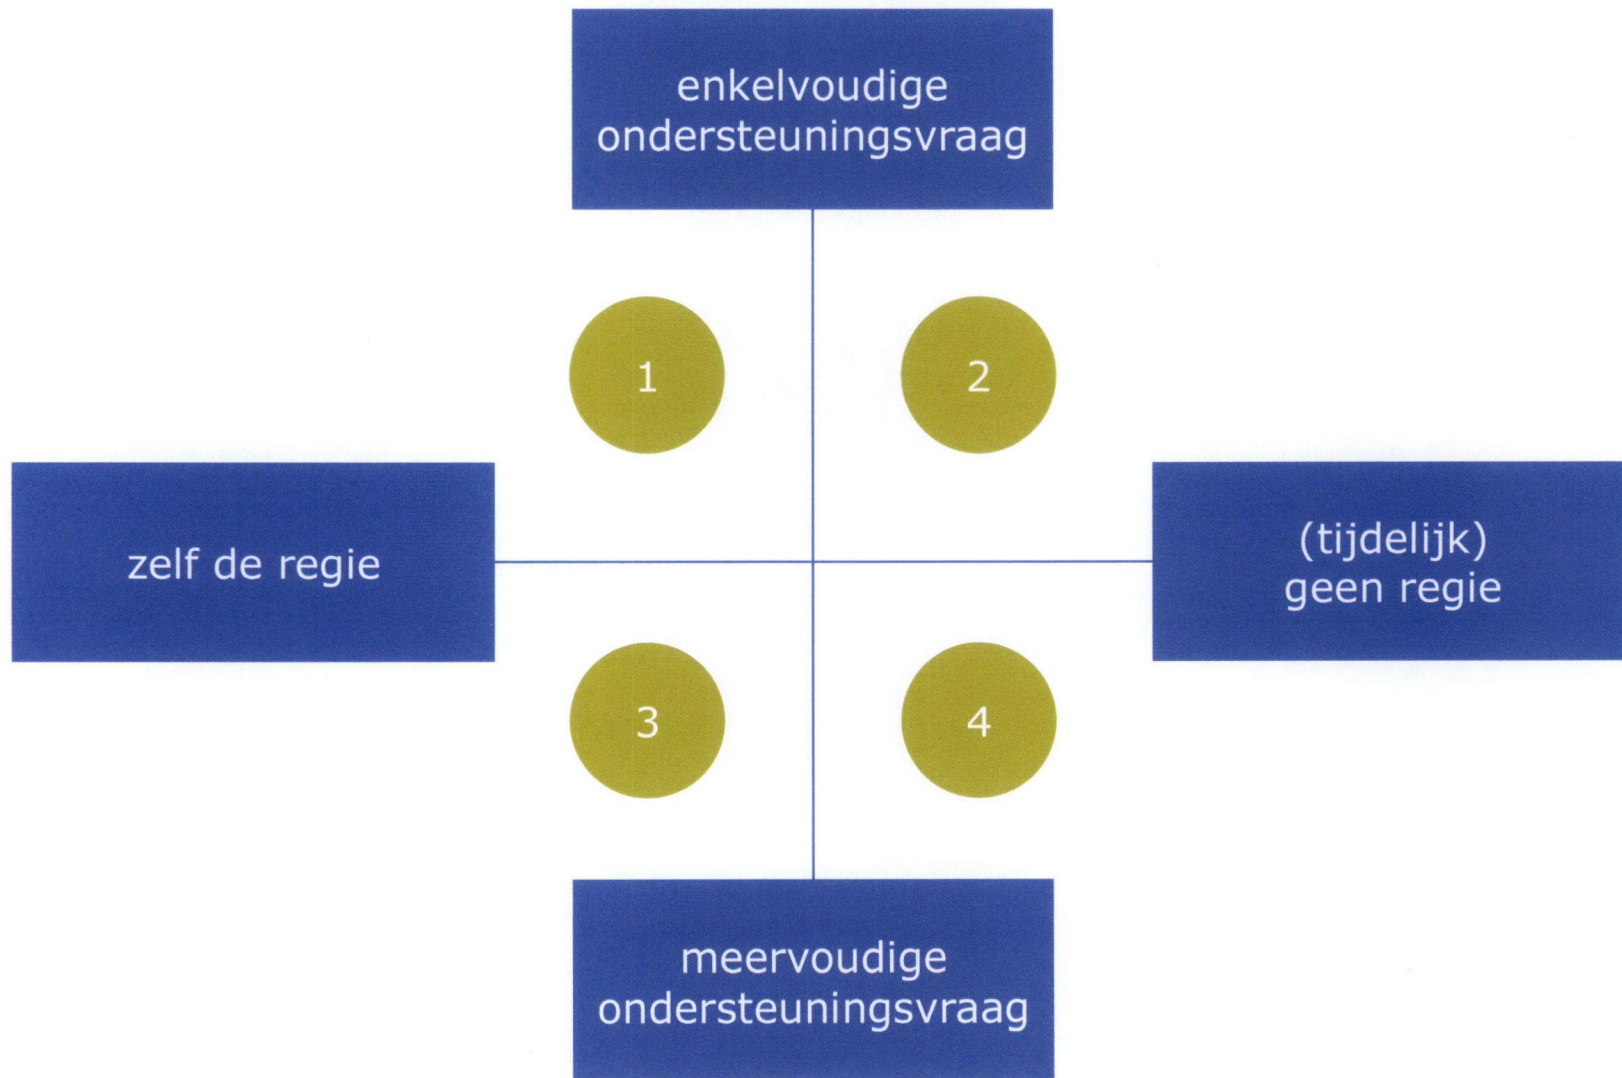 enkelvoudige
ondersteuningsvraag
1
2
zelf de regie
(tijdelijk)
geen regie
3
4
meervoudige
ondersteuningsvraag